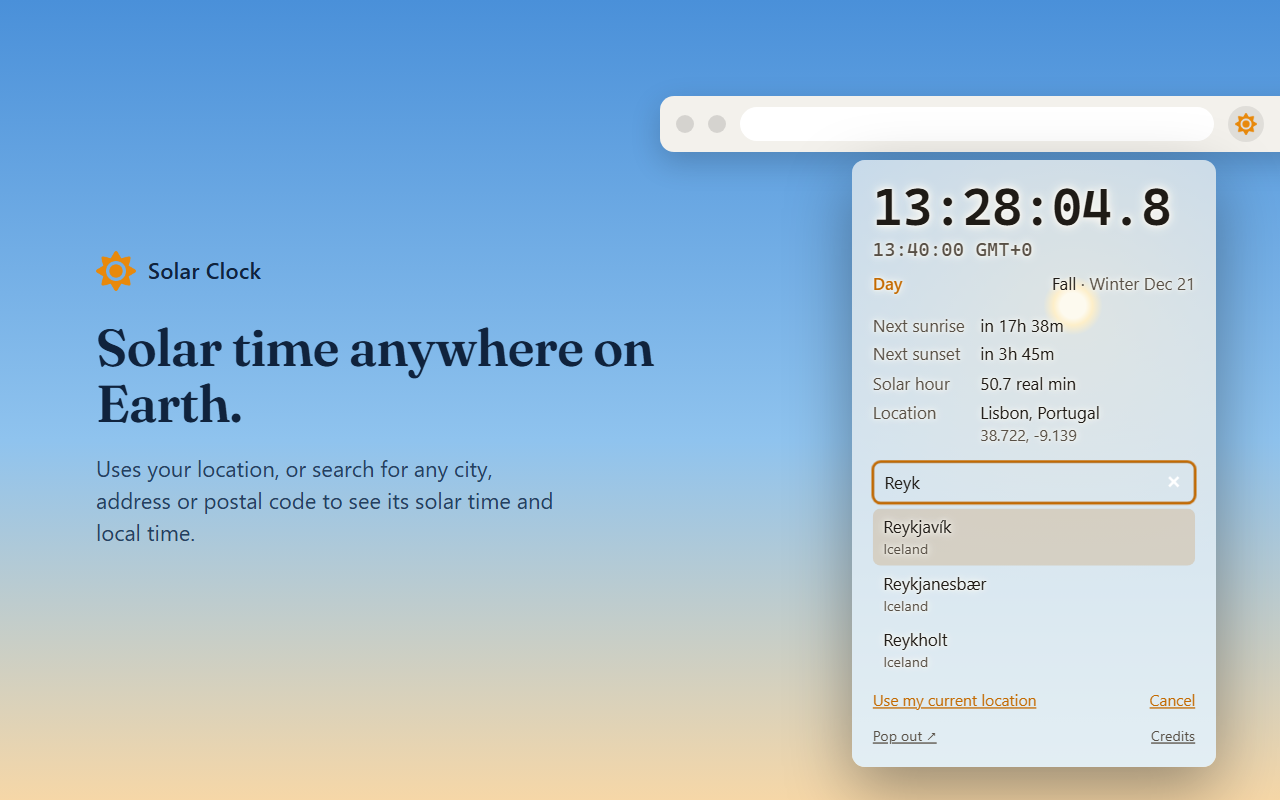 Solar Clock
Solar time anywhere on
Earth.
Uses your location, or search for any city,
address or postal code to see its solar time and
local time.
13:28:04.8
13:40:00 GMT+0
Day
Fall · Winter Dec 21
Next sunrise in 17h 38m
Next sunset in 3h 45m
Solar hour 50.7 real min
Location Lisbon, Portugal
38.722, -9.139
Reyk
Reykjavík
Iceland
Reykjanesbær
Iceland
Reykholt
Iceland
Use my current location
Cancel
Pop out ↗
Credits